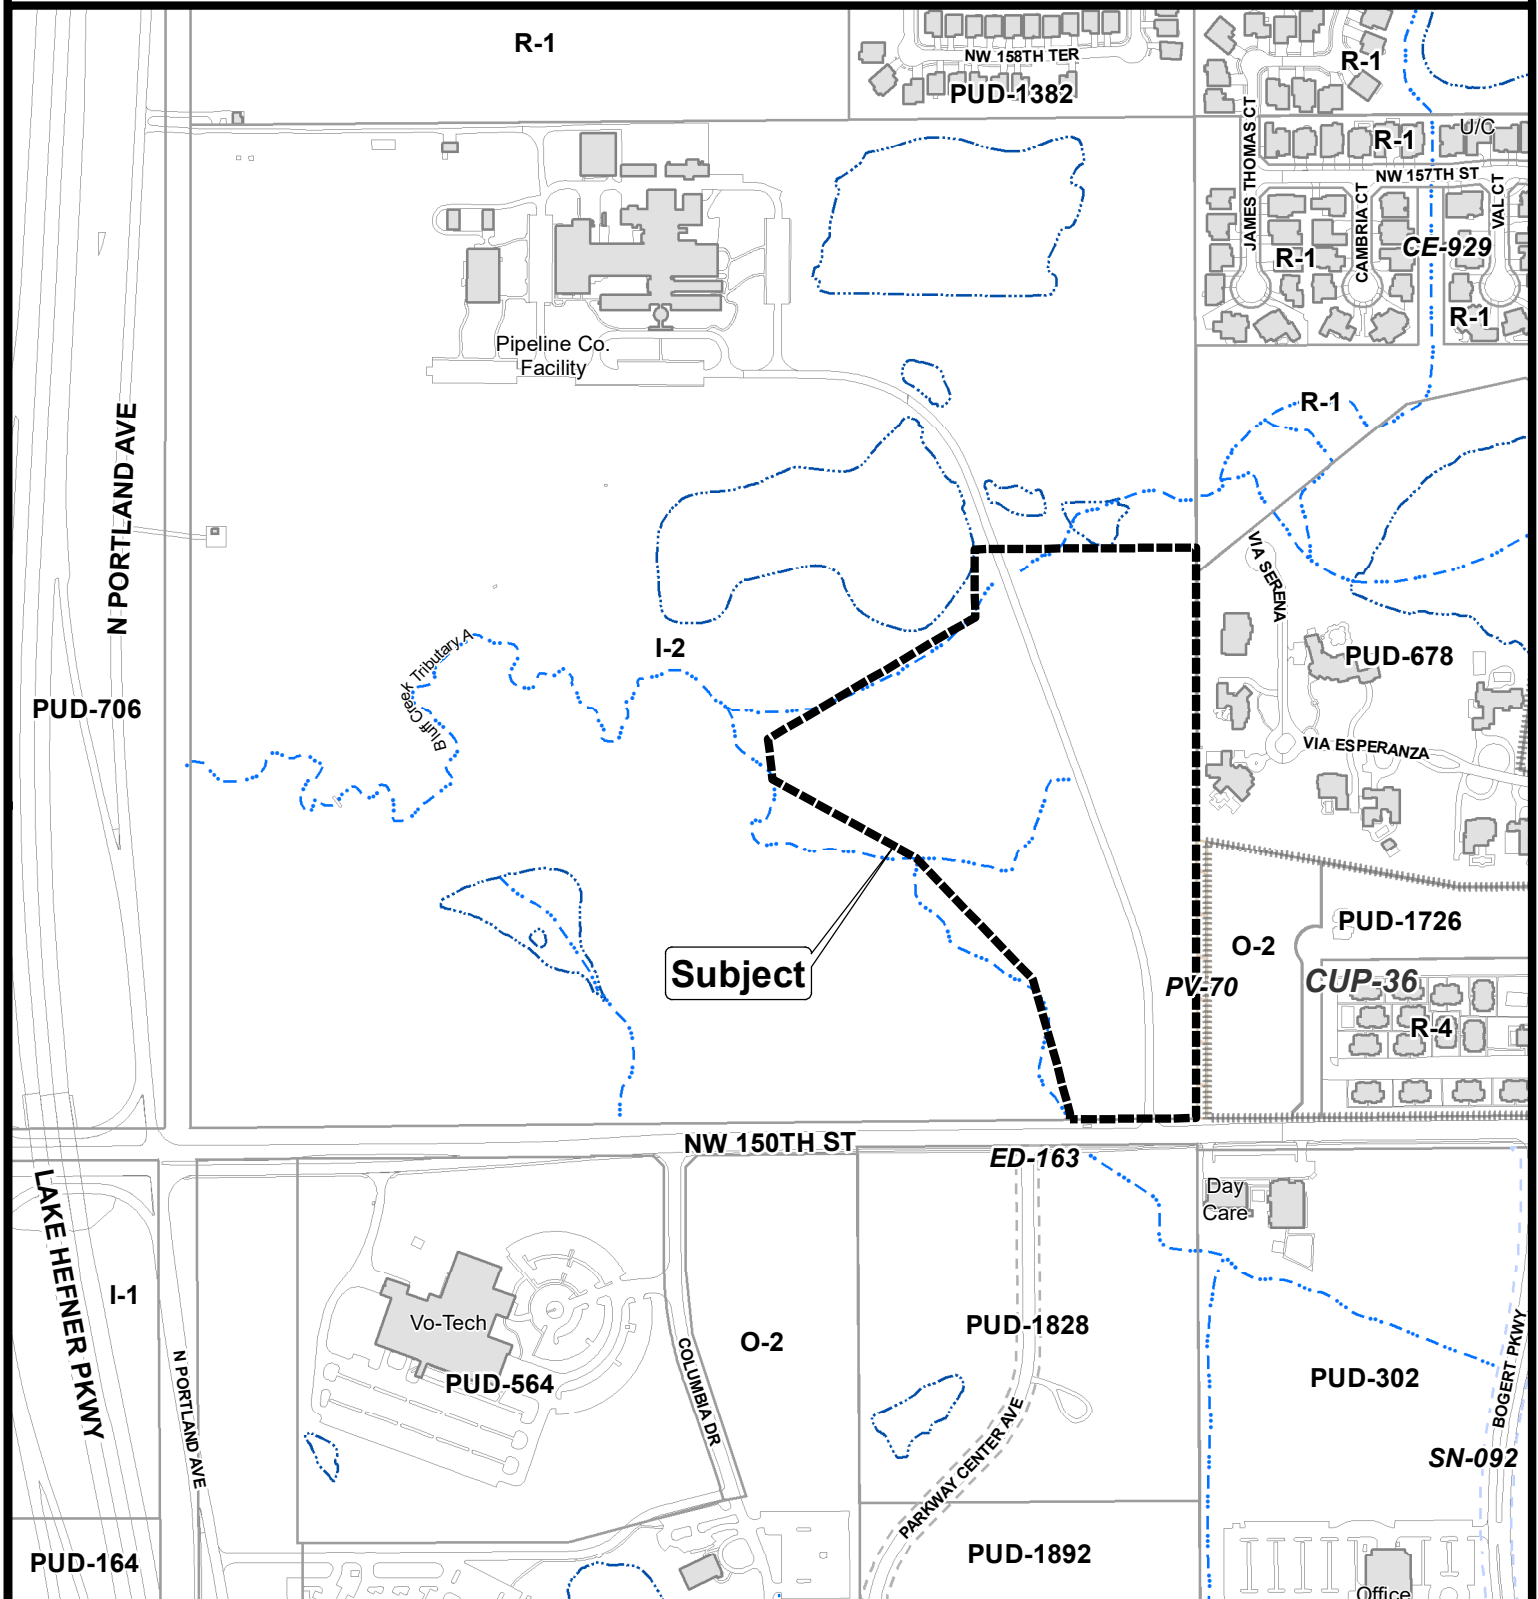 R-1
NW 158TH TER
PUD-1382
R-1
JAMES THOMAS CT
R-1
U/C
NW 157TH ST
CAMBRIA CT
VAL CT
R-1
CE-929
R-1
Pipeline Co.
Facility
R-1
N PORTLAND AVE
VIA SERENA
I-2
Bluff Creek Tributary A
PUD-678
PUD-706
VIA ESPERANZA
PUD-1726
O-2
Subject
PV-70
CUP-36
R-4
NW 150TH ST
ED-163
LAKE HEFNER PKWY
Day
Care
I-1
Vo-Tech
O-2
PUD-1828
PUD-564
COLUMBIA DR
PUD-302
BOGERT PKWY
N PORTLAND AVE
PARKWAY CENTER AVE
SN-092
PUD-164
PUD-1892
Office